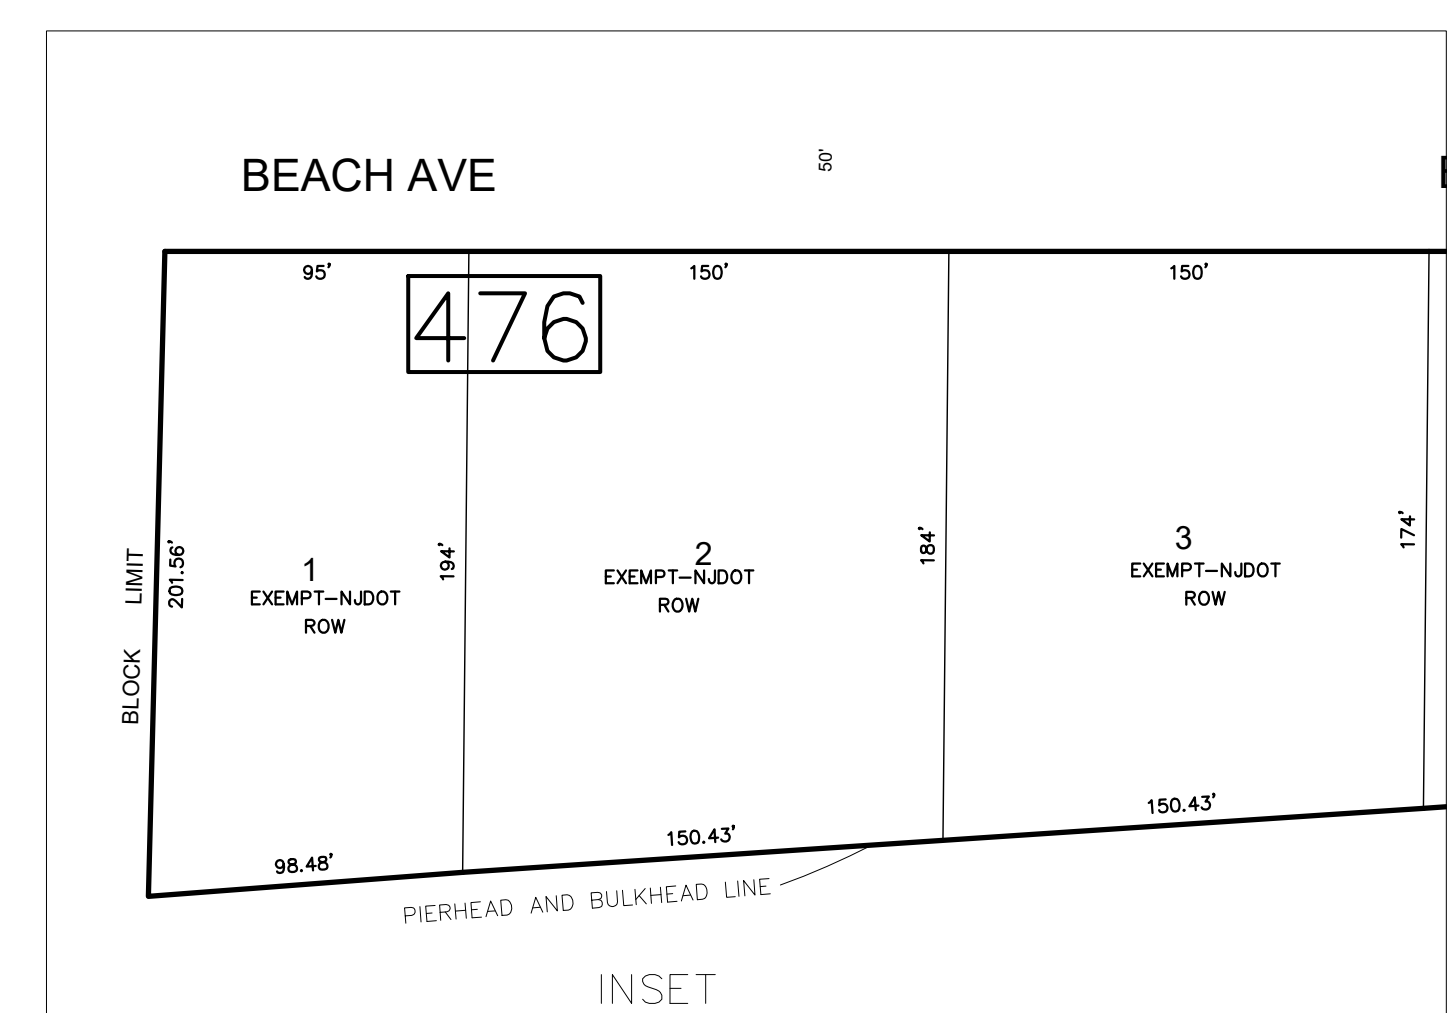 BEACH AVE
50'
95'
150'
150'
476
BLOCK LIMIT
201.56'
194'
184'
174'
1
EXEMPT-NJDOT
ROW
2
EXEMPT-NJDOT
ROW
3
EXEMPT-NJDOT
ROW
98.48'
150.43'
150.43'
PIERHEAD AND BULKHEAD LINE
INSET